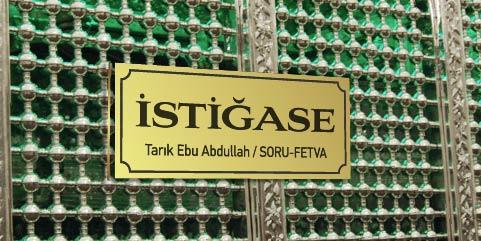 İSTİĞASE
Tarık Ebu Abdullah / SORU-FETVA